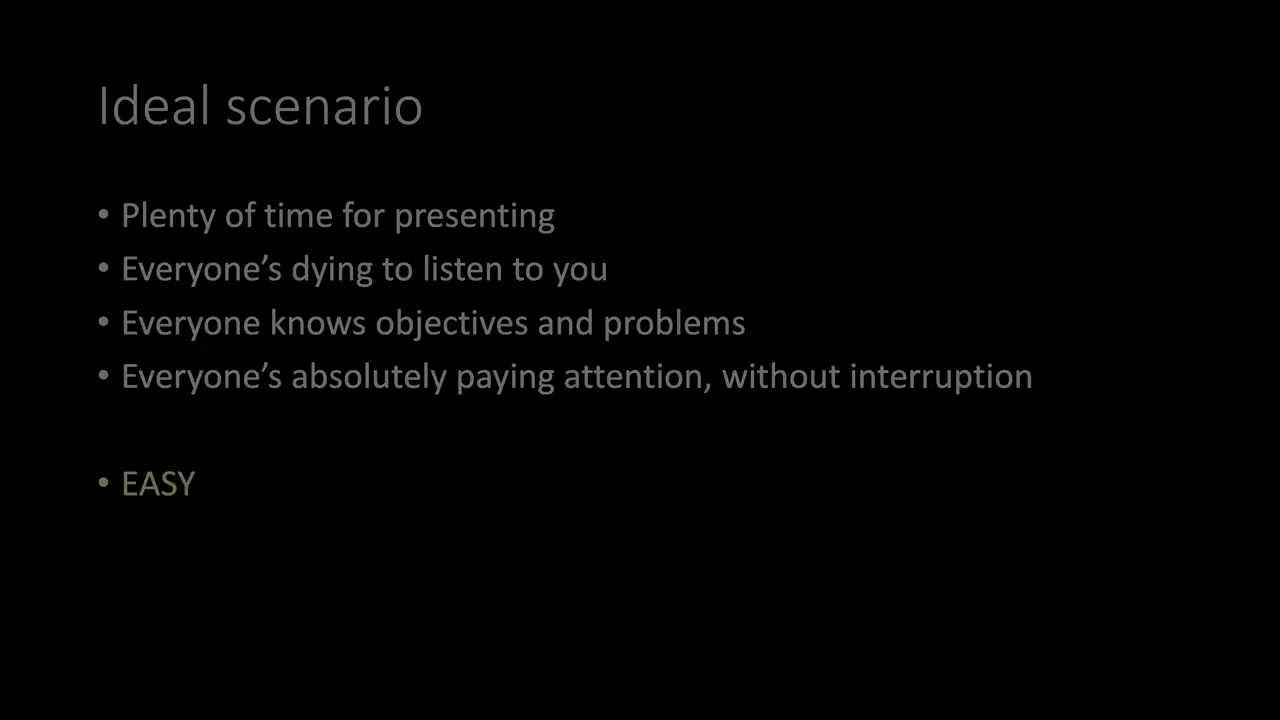 Ideal scenario
• Plenty of time for presenting
• Everyone’s dying to listen to you
• Everyone knows objectives and problems
• Everyone’s absolutely paying attention, without interruption
• EASY